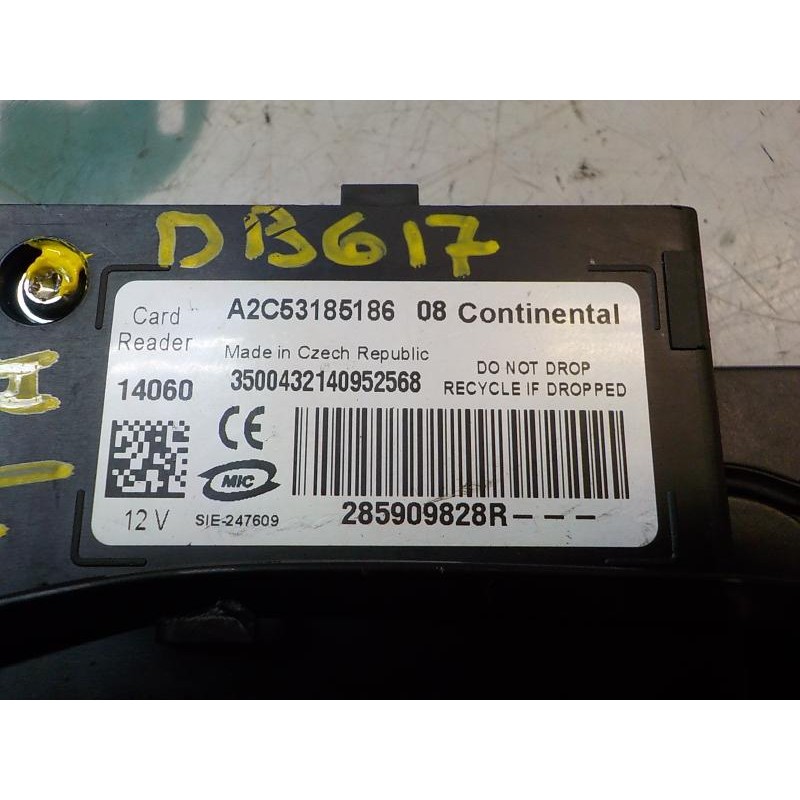 DB617
Card Reader
A2C53185186 08 Continental
Made in Czech Republic
14060
3500432140952568
DO NOT DROP
RECYCLE IF DROPPED
CE
MIC
12 V
SIE-247609
285909828R---